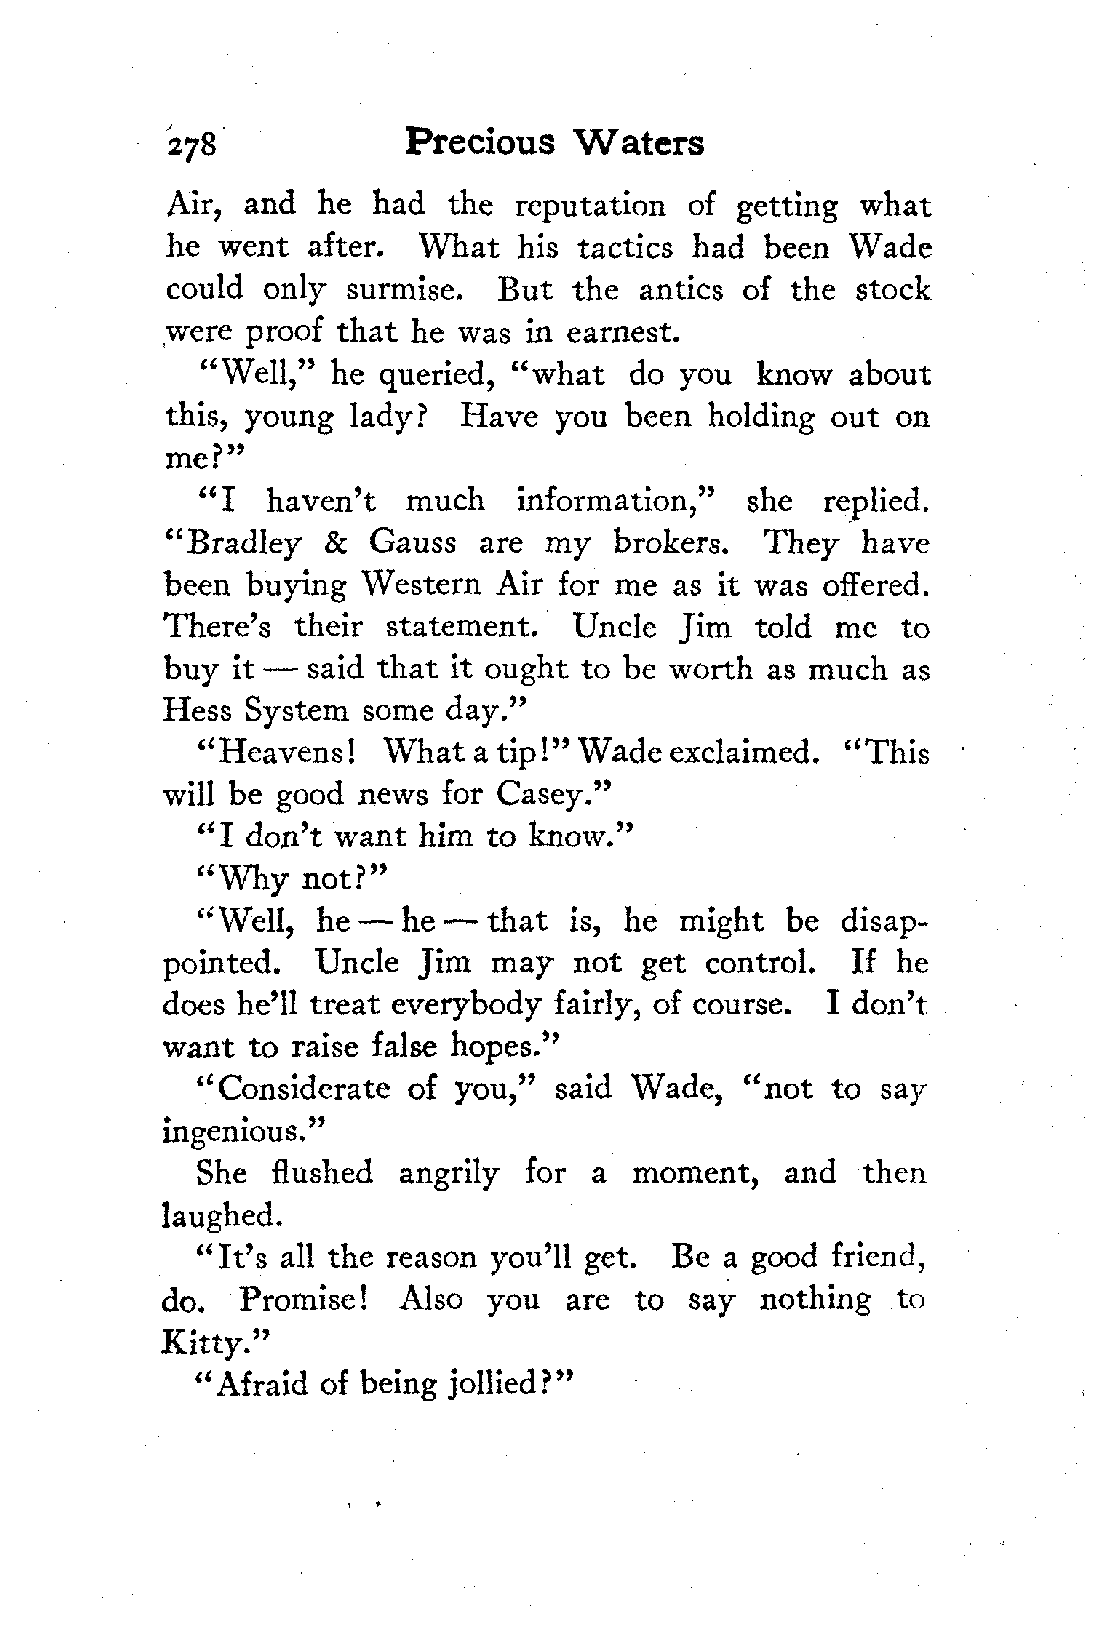 278 Precious Waters
Air, and he had the reputation of getting what
he went after. What his tactics had been Wade
could only surmise. But the antics of the stock
were proof that he was in earnest.
"Well," he queried, "what do you know about
this, young lady? Have you been holding out on
me?"
"I haven't much information," she replied.
"Bradley & Gauss are my brokers. They have
been buying Western Air for me as it was offered.
There's their statement. Uncle Jim told me to
buy it — said that it ought to be worth as much as
Hess System some day."
"Heavens! What a tip!" Wade exclaimed. "This
will be good news for Casey."
"I don't want him to know."
"Why not?"
"Well, he — he — that is, he might be disap-
pointed. Uncle Jim may not get control. If he
does he'll treat everybody fairly, of course. I don't
want to raise false hopes."
"Considerate of you," said Wade, "not to say
ingenious."
She flushed angrily for a moment, and then
laughed.
"It's all the reason you'll get. Be a good friend,
do. Promise! Also you are to say nothing to
Kitty."
"Afraid of being jollied?"